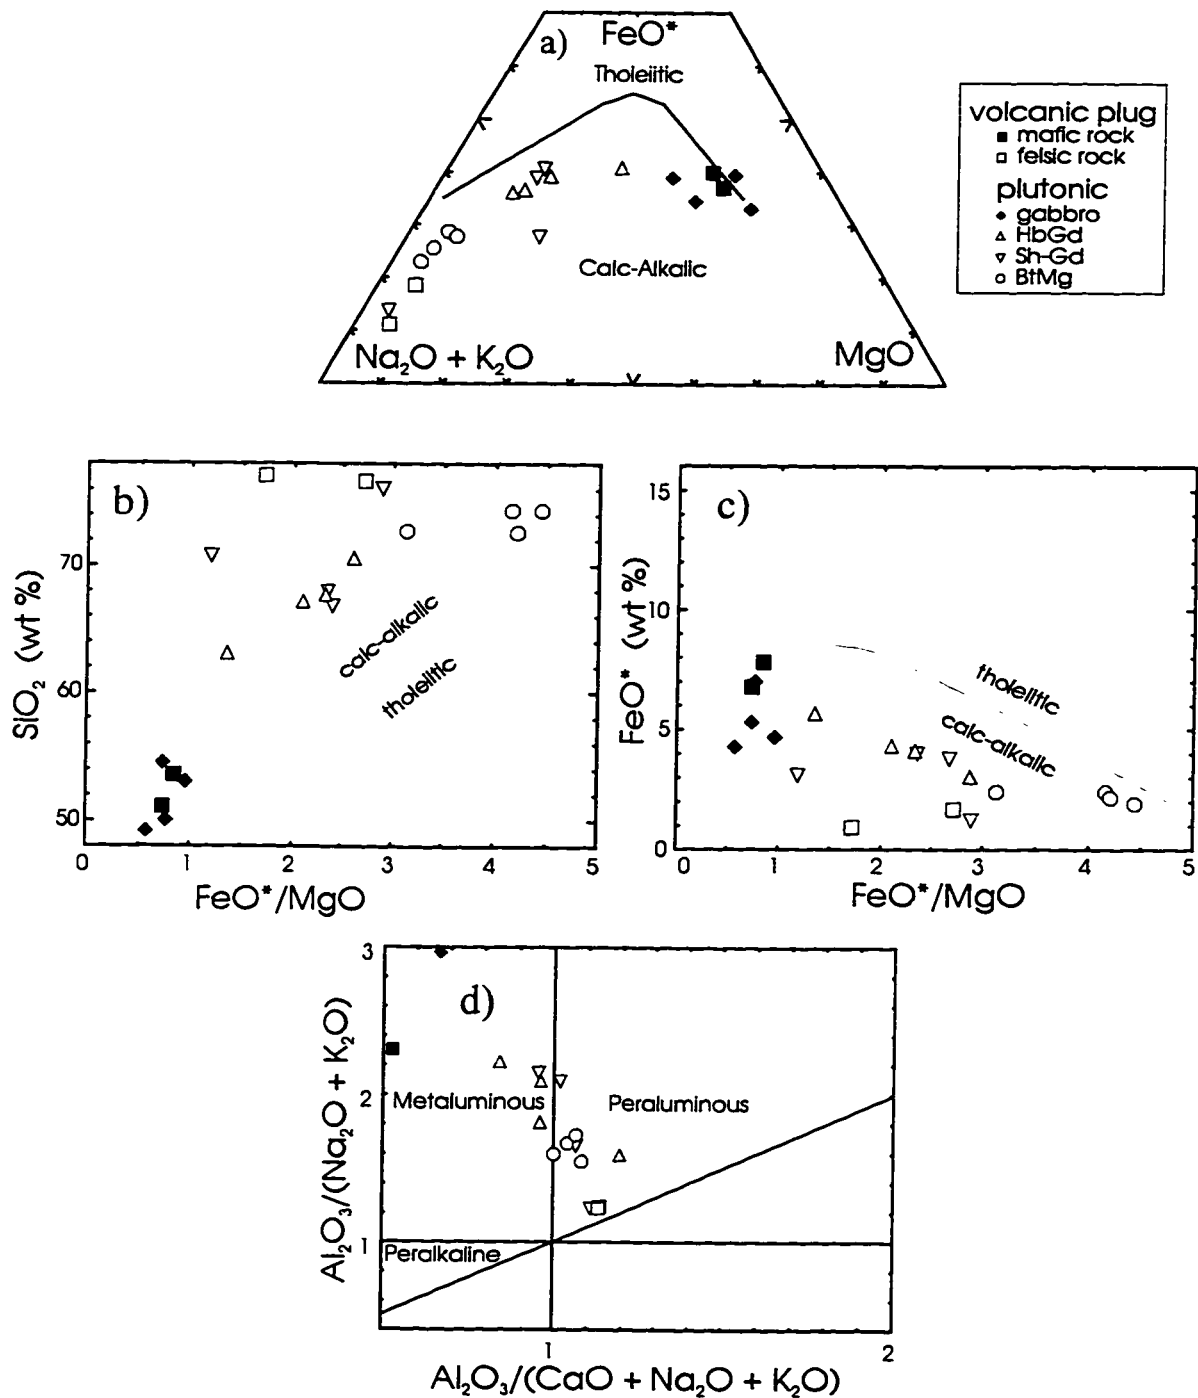 a)
FeO*
Tholeiitic
Calc-Alkalic
Na₂O + K₂O
MgO
volcanic plug
mafic rock
felsic rock
plutonic
gabbro
HbGd
Sh-Gd
BtMg
b)
SiO₂ (wt %)
70
60
50
calc-alkalic
tholeiitic
0 1 2 3 4 5
FeO*/MgO
c)
FeO* (wt %)
15
10
5
0
tholeiitic
calc-alkalic
0 1 2 3 4 5
FeO*/MgO
d)
Al₂O₃/(Na₂O + K₂O)
3
2
1
Metaluminous
Peraluminous
Peralkaline
1 2
Al₂O₃/(CaO + Na₂O + K₂O)